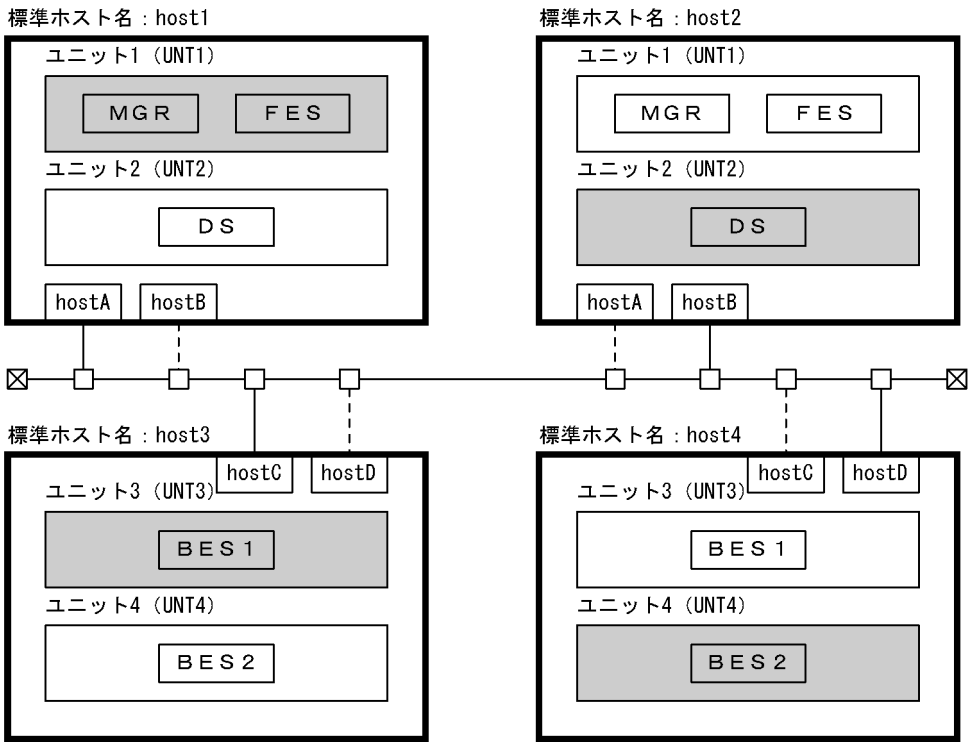 標準ホスト名：host1
ユニット1（UNT1）
ＭＧＲ ＦＥＳ
ユニット2（UNT2）
ＤＳ
hostA hostB
標準ホスト名：host2
ユニット1（UNT1）
ＭＧＲ ＦＥＳ
ユニット2（UNT2）
ＤＳ
hostA hostB
標準ホスト名：host3
hostC hostD
ユニット3（UNT3）
ＢＥＳ１
ユニット4（UNT4）
ＢＥＳ２
標準ホスト名：host4
hostC hostD
ユニット3（UNT3）
ＢＥＳ１
ユニット4（UNT4）
ＢＥＳ２